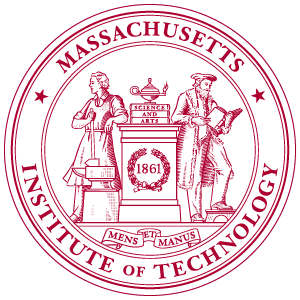 MASSACHUSETTS
INSTITUTE OF TECHNOLOGY
SCIENCE
AND
ARTS
1861
MENS ET MANUS